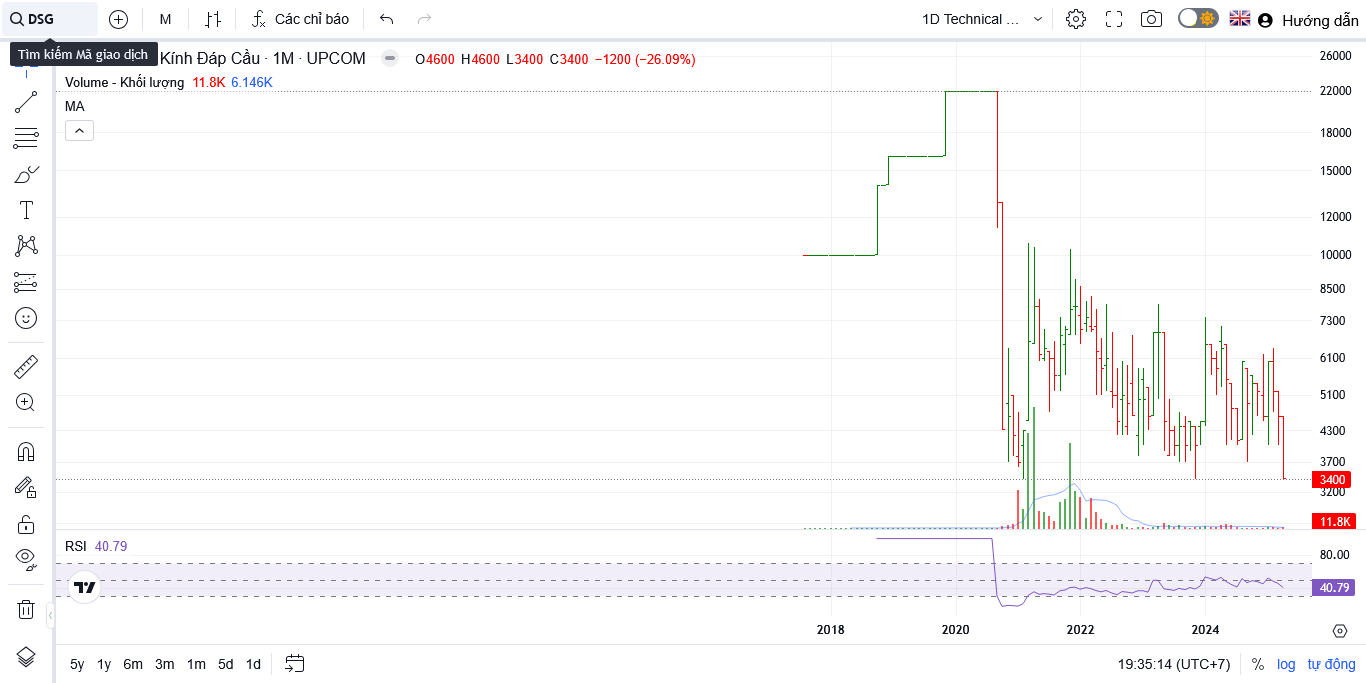 DSG
M
Các chỉ báo
1D Technical ...
Hướng dẫn
Tìm kiếm Mã giao dịch
Kính Đáp Cầu · 1M · UPCOM
O4600 H4600 L3400 C3400 −1200 (−26.09%)
Volume - Khối lượng 11.8K 6.146K
MA
26000
22000
18000
15000
12000
10000
8500
7300
6100
5100
4300
3700
3400
3200
11.8K
RSI 40.79
80.00
40.79
2018 2020 2022 2024
5y 1y 6m 3m 1m 5d 1d
19:35:14 (UTC+7) % log tự động